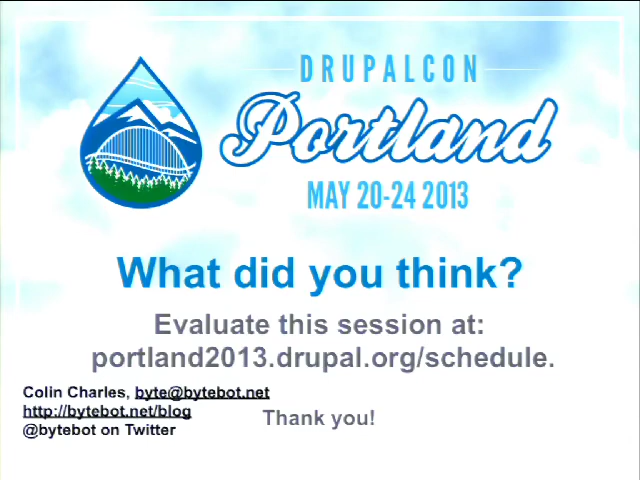 DRUPALCON
Portland
MAY 20-24 2013
What did you think?
Evaluate this session at:
portland2013.drupal.org/schedule.
Colin Charles, byte@bytebot.net
http://bytebot.net/blog
@bytebot on Twitter
Thank you!